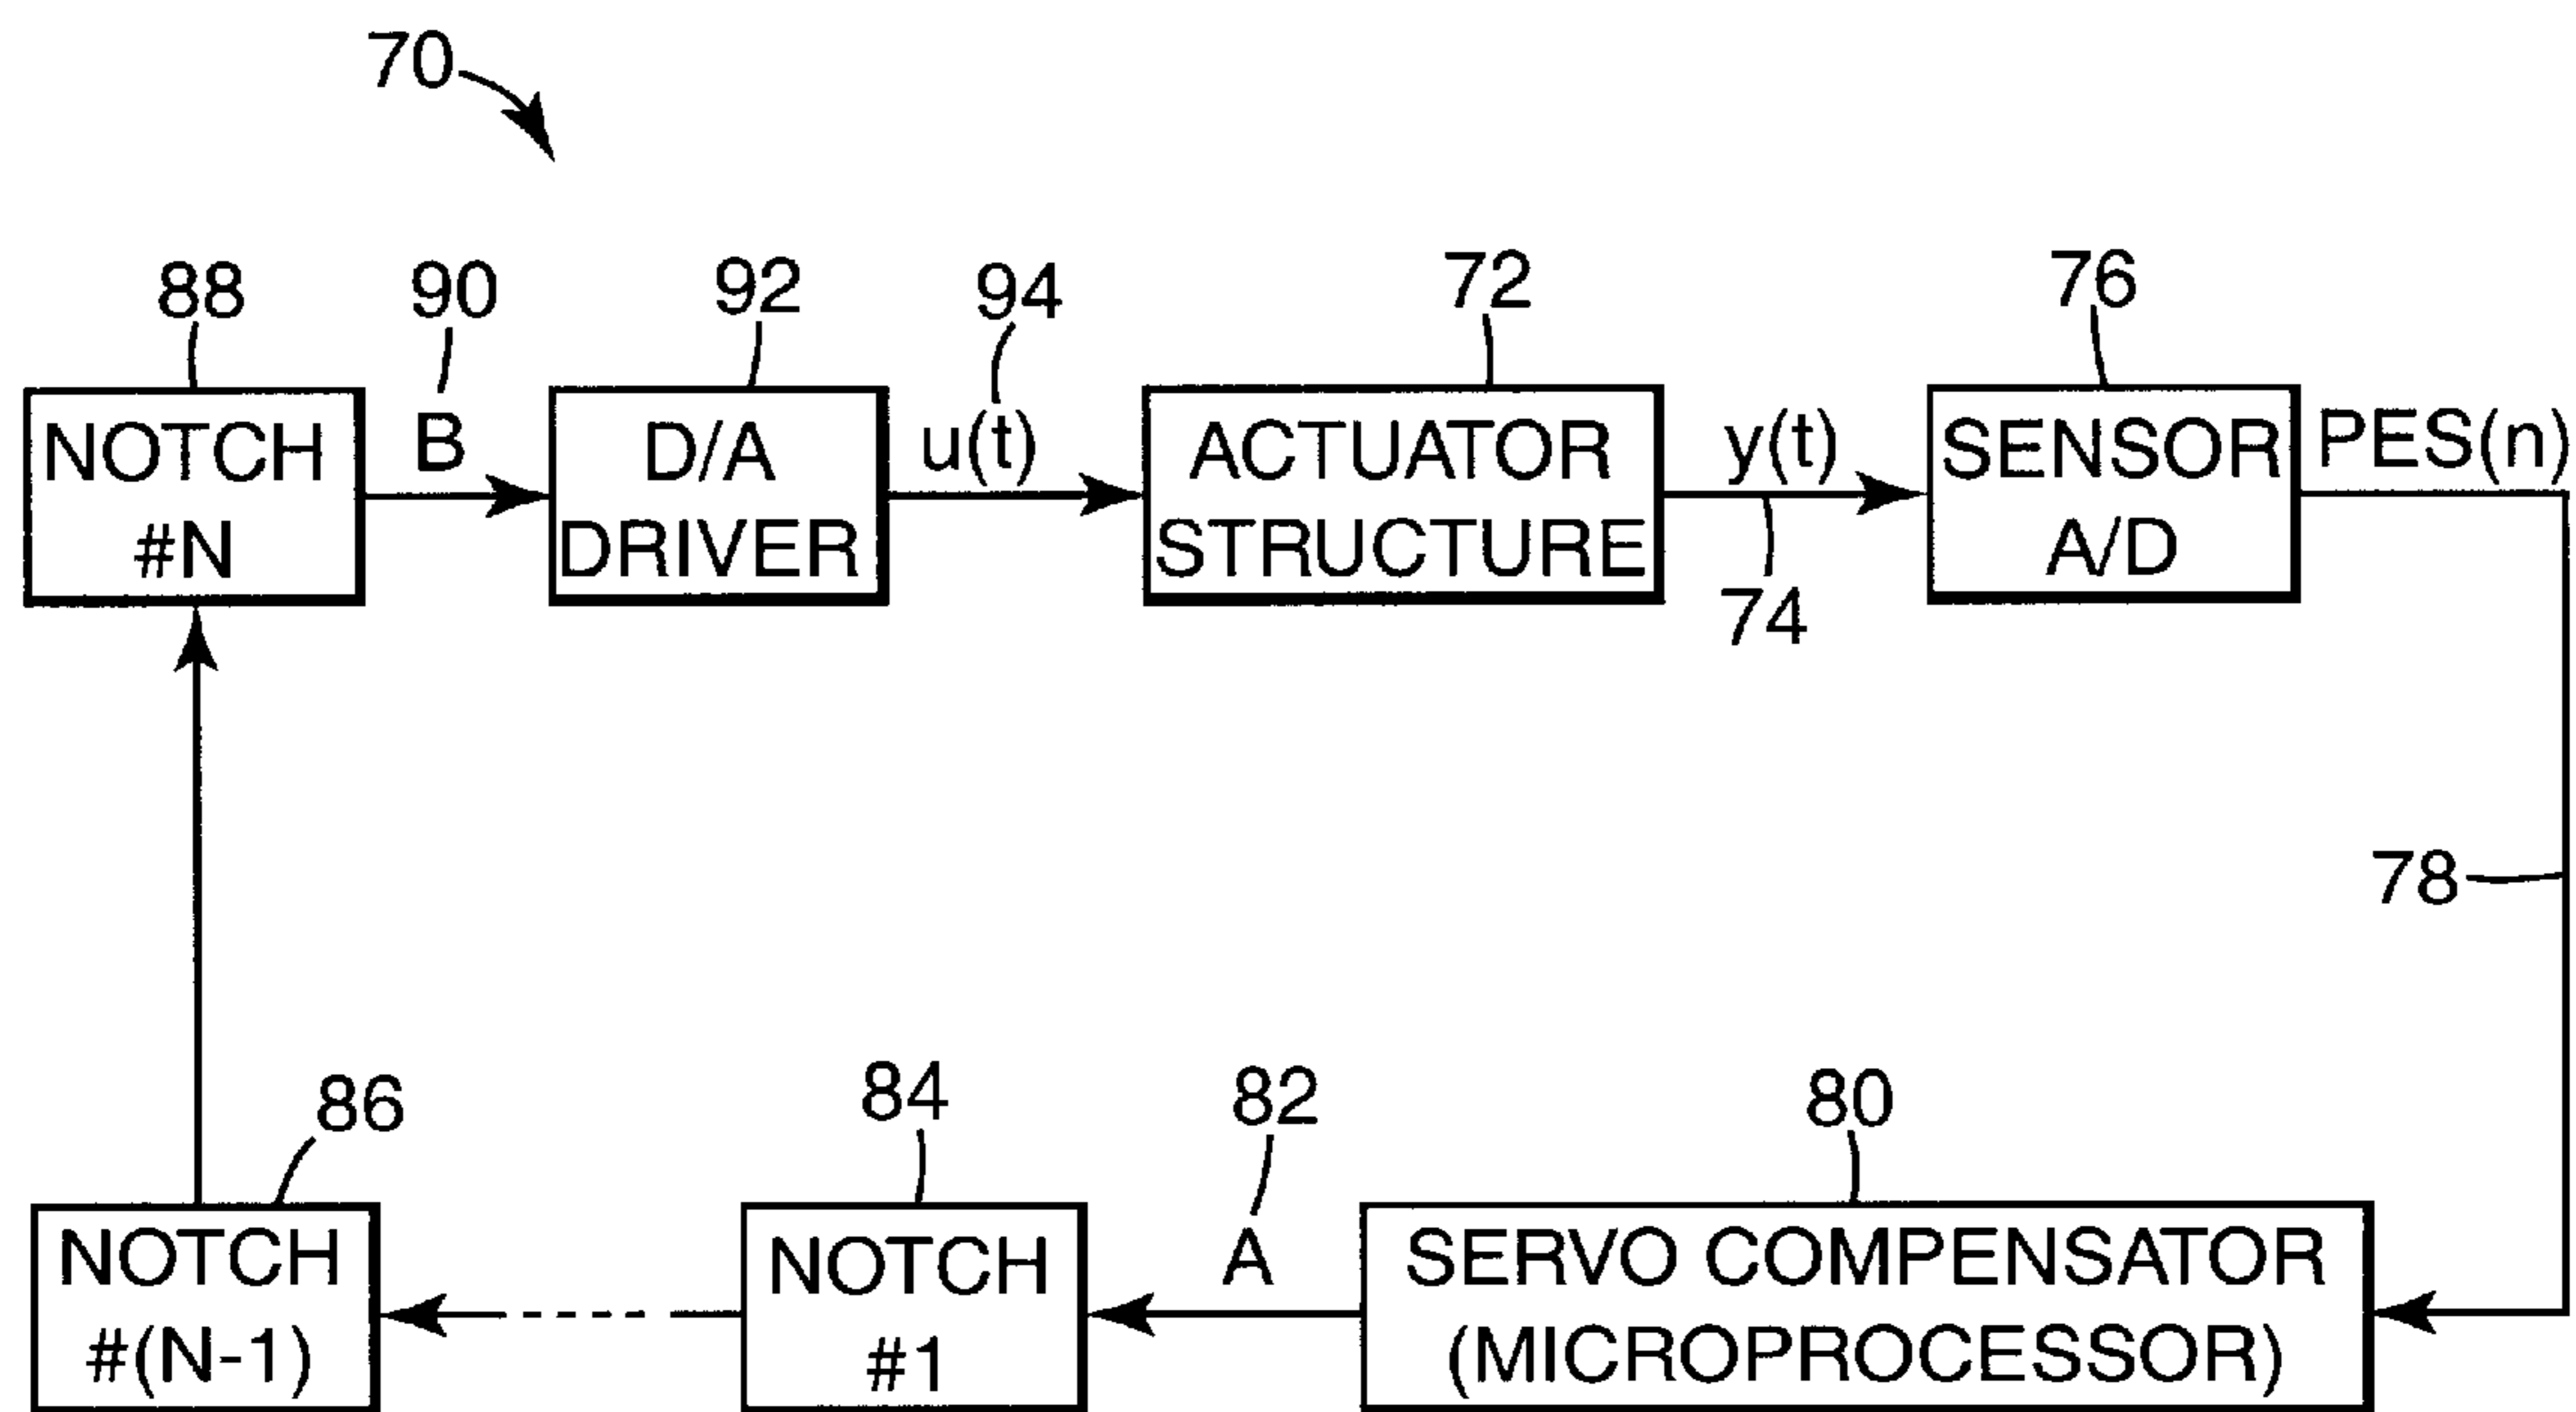 70
88
90
92
94
72
76
NOTCH
#N
B
D/A
DRIVER
u(t)
ACTUATOR
STRUCTURE
y(t)
74
SENSOR
A/D
PES(n)
78
86
84
82
80
NOTCH
#(N-1)
NOTCH
#1
A
SERVO COMPENSATOR
(MICROPROCESSOR)